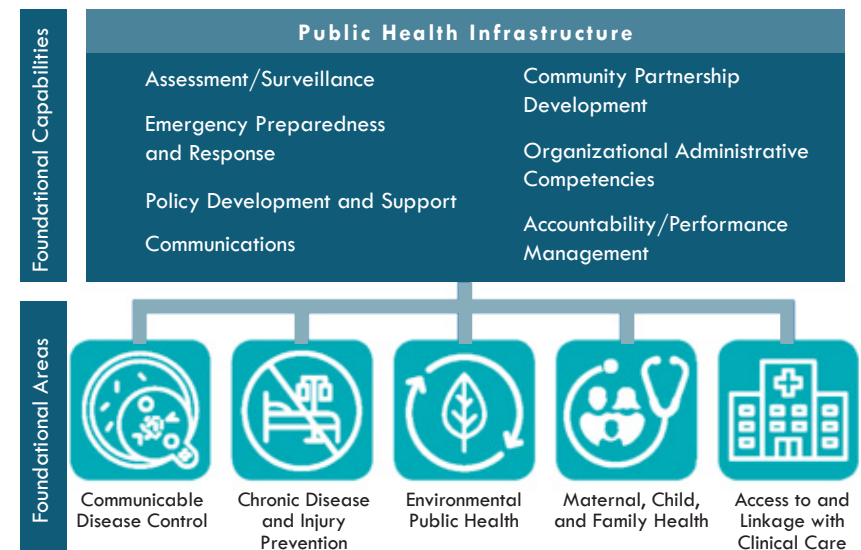 Foundational Capabilities
Public Health Infrastructure
Assessment/Surveillance
Emergency Preparedness
and Response
Policy Development and Support
Communications
Community Partnership
Development
Organizational Administrative
Competencies
Accountability/Performance
Management
Foundational Areas
Communicable
Disease Control
Chronic Disease
and Injury
Prevention
Environmental
Public Health
Maternal, Child,
and Family Health
Access to and
Linkage with
Clinical Care